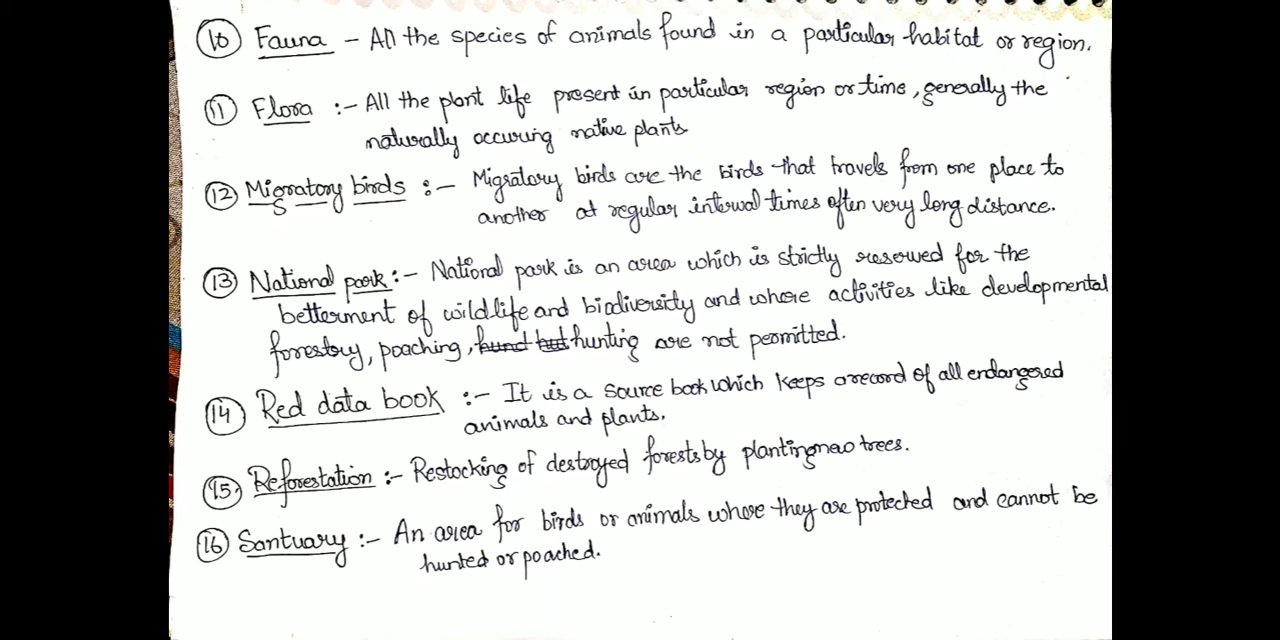 10 Fauna - All the species of animals found in a particular habitat or region.
11 Flora :- All the plant life present in particular region or time, generally the
naturally occuring native plants
12 Migratory birds :- Migratory birds are the birds that travels from one place to
another at regular interval times often very long distance.
13 National park :- National park is an area which is strictly reserved for the
betterment of wildlife and biodiversity and where activities like developmental
forestry, poaching, hund but hunting are not permitted.
14 Red data book :- It is a source book which keeps a record of all endangered
animals and plants.
15. Reforestation :- Restocking of destroyed forests by planting new trees.
16 Santuary :- An area for birds or animals where they are protected and cannot be
hunted or poached.